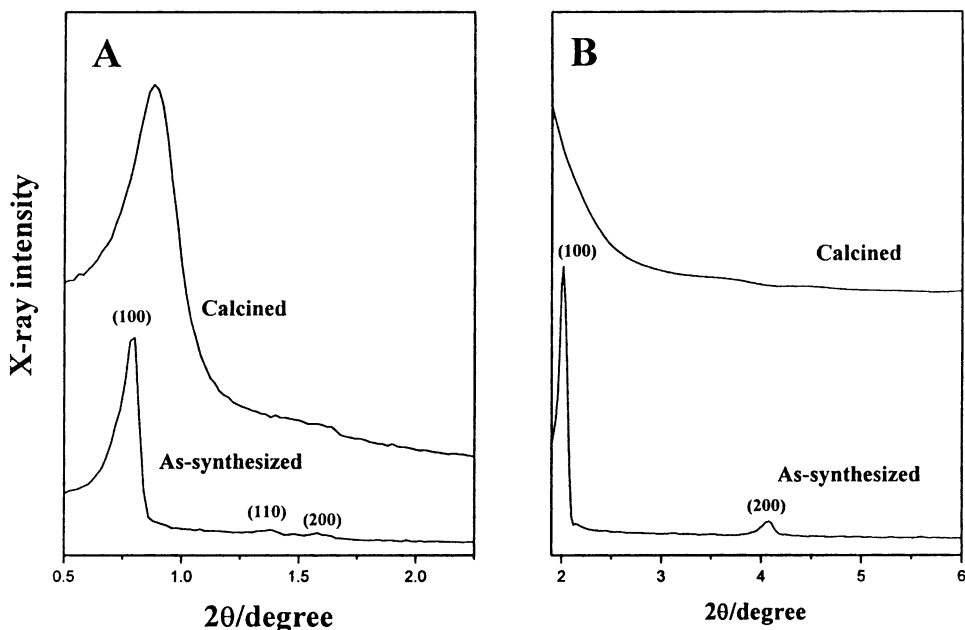 A
X-ray intensity
Calcined
(100)
As-synthesized
(110)
(200)
0.5 1.0 1.5 2.0
2θ/degree
B
Calcined
(100)
As-synthesized
(200)
2 3 4 5 6
2θ/degree